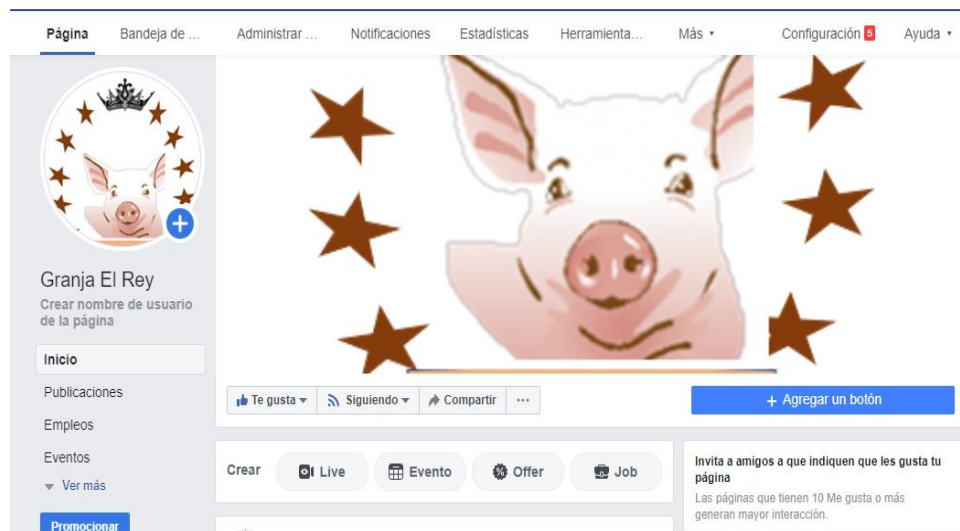 Página Bandeja de ... Administrar ... Notificaciones Estadísticas Herramienta... Más Configuración 5 Ayuda
Granja El Rey
Crear nombre de usuario
de la página
Inicio
Publicaciones
Empleos
Eventos
Ver más
Promocionar
Te gusta Siguiendo Compartir ...
+ Agregar un botón
Crear Live Evento Offer Job
Invita a amigos a que indiquen que les gusta tu
página
Las páginas que tienen 10 Me gusta o más
generan mayor interacción.